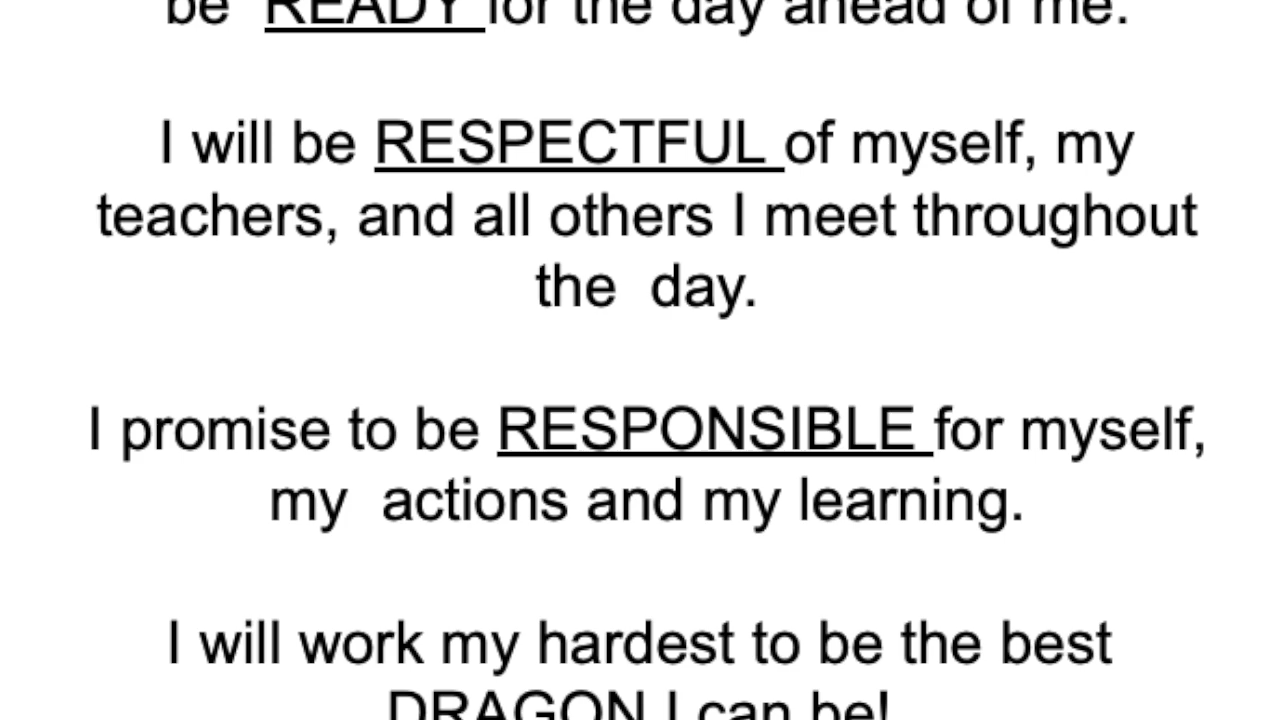 be READY for the day ahead of me.
I will be RESPECTFUL of myself, my
teachers, and all others I meet throughout
the  day.
I promise to be RESPONSIBLE for myself,
my  actions and my learning.
I will work my hardest to be the best
DRAGON I can be!